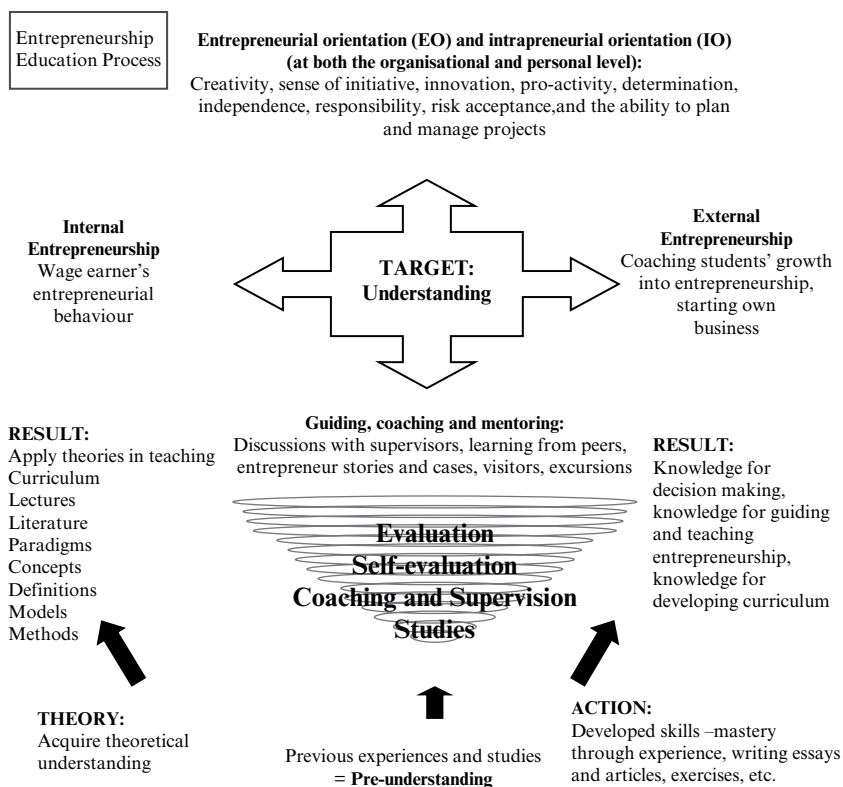 Entrepreneurship
Education Process
Entrepreneurial orientation (EO) and intrapreneurial orientation (IO)
(at both the organisational and personal level):
Creativity, sense of initiative, innovation, pro-activity, determination,
independence, responsibility, risk acceptance,and the ability to plan
and manage projects
Internal
Entrepreneurship
Wage earner’s
entrepreneurial
behaviour
TARGET:
Understanding
External
Entrepreneurship
Coaching students’ growth
into entrepreneurship,
starting own
business
RESULT:
Apply theories in teaching
Curriculum
Lectures
Literature
Paradigms
Concepts
Definitions
Models
Methods
Guiding, coaching and mentoring:
Discussions with supervisors, learning from peers,
entrepreneur stories and cases, visitors, excursions
Evaluation
Self-evaluation
Coaching and Supervision
Studies
RESULT:
Knowledge for
decision making,
knowledge for guiding
and teaching
entrepreneurship,
knowledge for
developing curriculum
THEORY:
Acquire theoretical
understanding
Previous experiences and studies
= Pre-understanding
ACTION:
Developed skills –mastery
through experience, writing essays
and articles, exercises, etc.